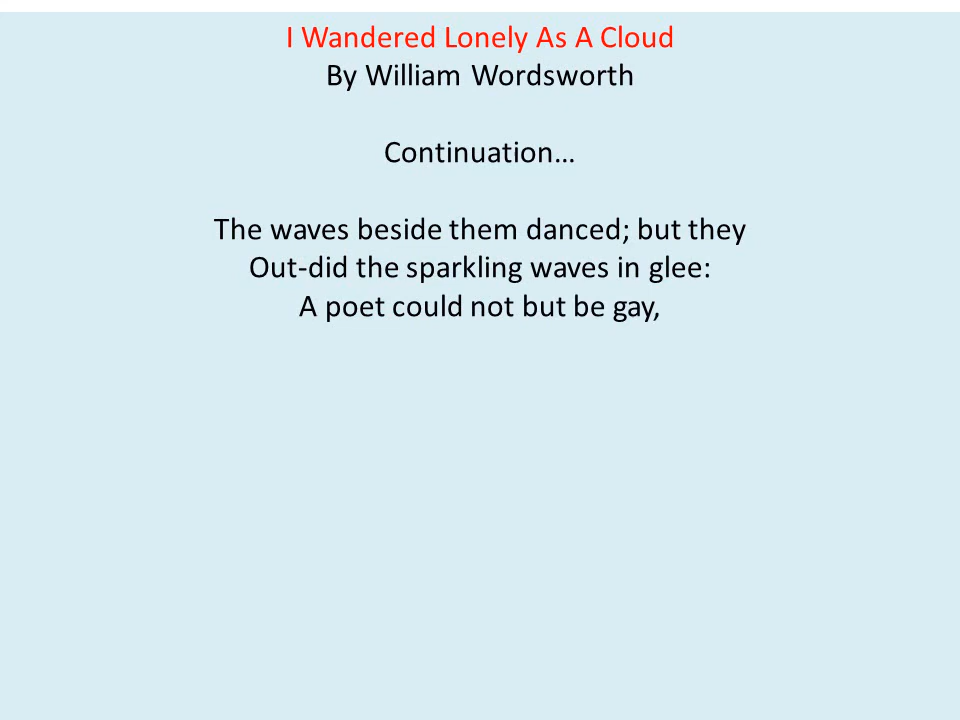 I Wandered Lonely As A Cloud
By William Wordsworth
Continuation…
The waves beside them danced; but they
Out-did the sparkling waves in glee:
A poet could not but be gay,